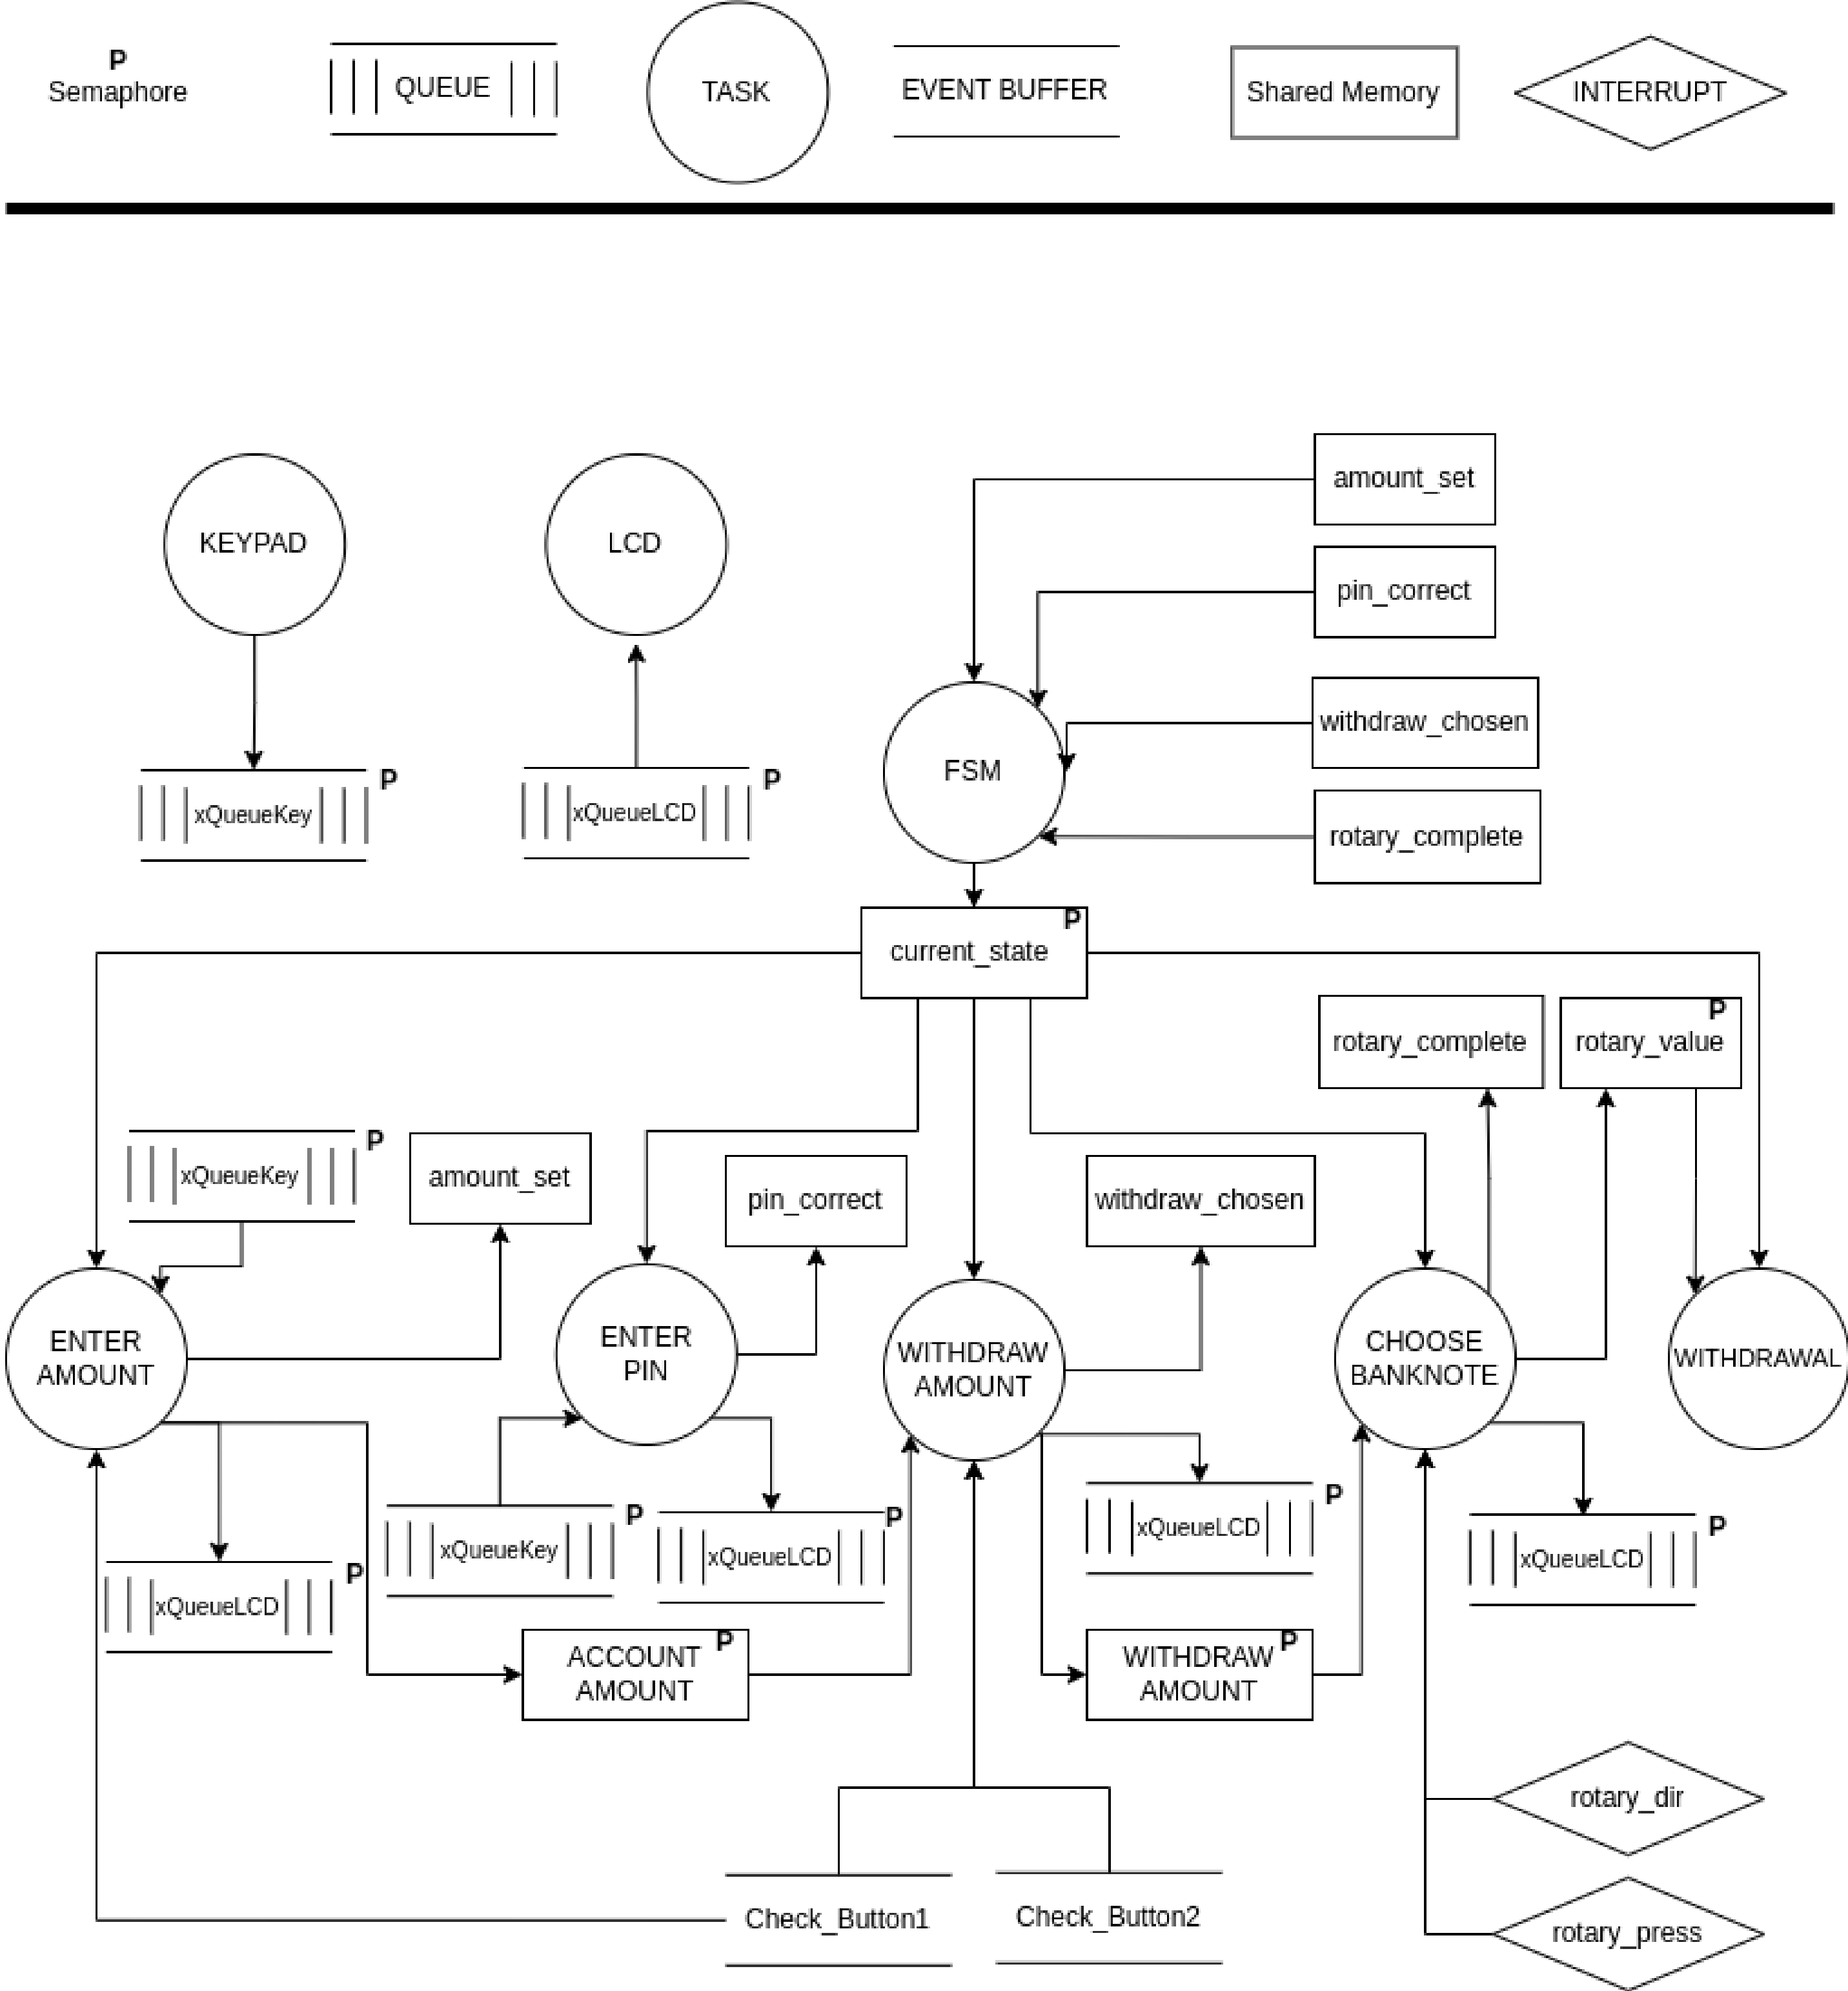 P
Semaphore
QUEUE
TASK
EVENT BUFFER
Shared Memory
INTERRUPT
amount_set
KEYPAD
LCD
pin_correct
withdraw_chosen
FSM
P
P
xQueueKey
xQueueLCD
rotary_complete
P
current_state
P
rotary_complete
rotary_value
P
xQueueKey
amount_set
pin_correct
withdraw_chosen
ENTER
AMOUNT
ENTER
PIN
WITHDRAW
AMOUNT
CHOOSE
BANKNOTE
WITHDRAWAL
P
xQueueLCD
P
xQueueKey
P
xQueueLCD
P
xQueueLCD
P
xQueueLCD
P
ACCOUNT
AMOUNT
P
WITHDRAW
AMOUNT
rotary_dir
Check_Button1
Check_Button2
rotary_press